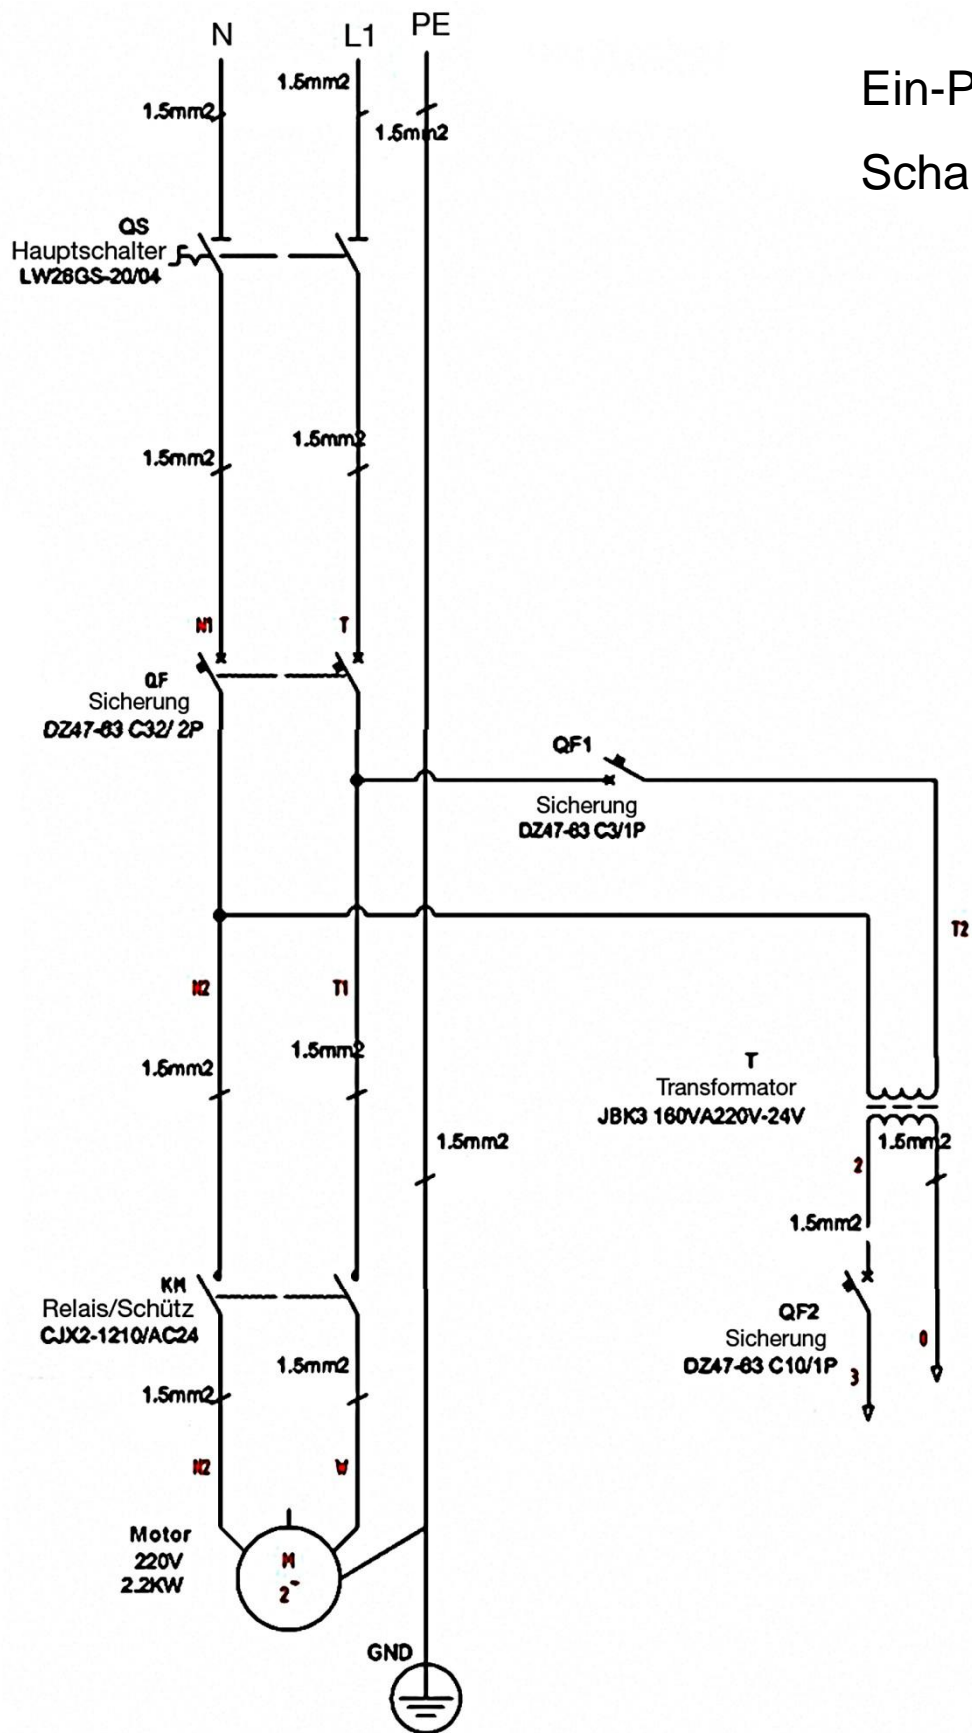 N
L1
PE
Ein-P
Scha
1.5mm2
1.5mm2
1.5mm2
QS
Hauptschalter
LW26GS-20/04
1.5mm2
1.5mm2
N1
T
QF
Sicherung
DZ47-63 C32/ 2P
QF1
Sicherung
DZ47-63 C3/1P
T2
N2
T1
1.5mm2
1.5mm2
T
Transformator
JBK3 160VA220V-24V
1.5mm2
1.5mm2
2
1.5mm2
KM
Relais/Schütz
CJX2-1210/AC24
QF2
Sicherung
DZ47-63 C10/1P
0
3
1.5mm2
1.5mm2
N2
W
Motor
220V
2.2KW
M
2~
GND